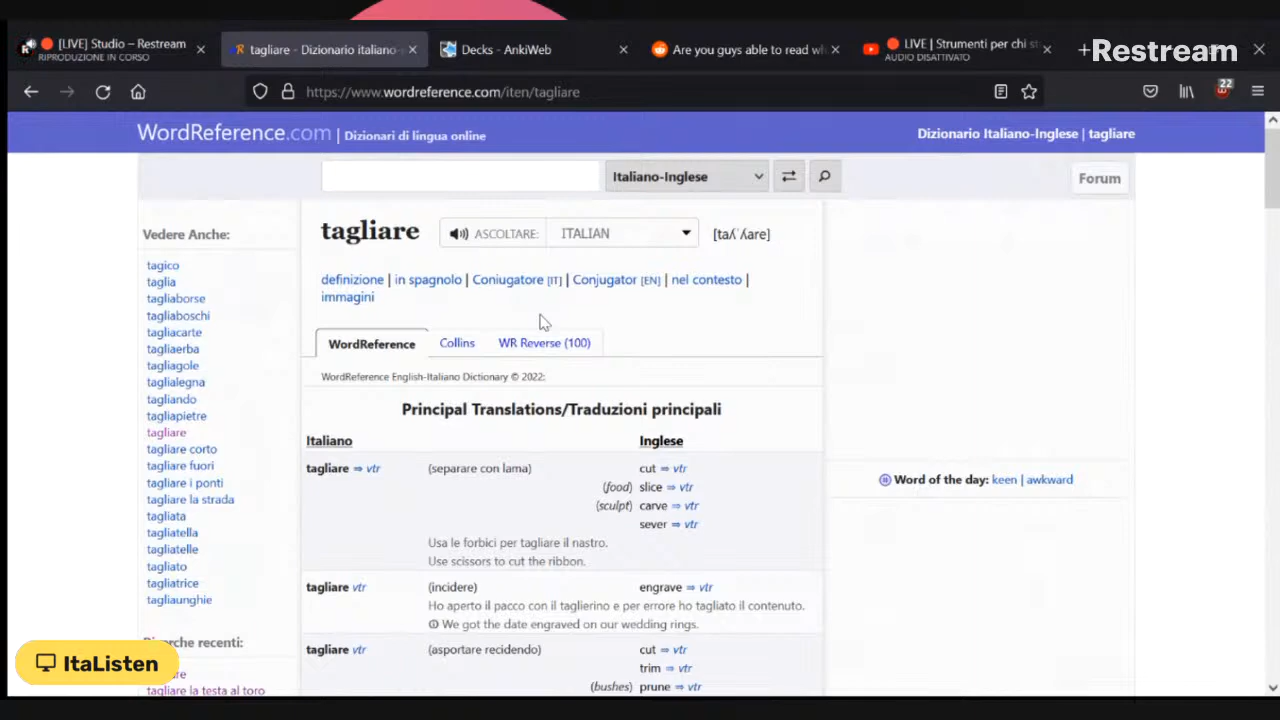 [LIVE] Studio – Restream
RIPRODUZIONE IN CORSO
tagliare - Dizionario italiano-
Decks - AnkiWeb
Are you guys able to read wh
LIVE | Strumenti per chi st
AUDIO DISATTIVATO
Restream
https://www.wordreference.com/iten/tagliare
22
WordReference.com | Dizionari di lingua online
Dizionario Italiano-Inglese | tagliare
Italiano-Inglese
Forum
Vedere Anche:
tagico
taglia
tagliaborse
tagliaboschi
tagliacarte
tagliaerba
tagliagole
taglialegna
tagliando
tagliapietre
tagliare
tagliare corto
tagliare fuori
tagliare i ponti
tagliare la strada
tagliata
tagliatella
tagliatelle
tagliato
tagliatrice
tagliaunghie
tagliare la testa al toro
ItaListen
tagliare
ASCOLTARE:
ITALIAN
[taʎˈʎare]
definizione | in spagnolo | Coniugatore [IT] | Conjugator [EN] | nel contesto |
immagini
WordReference
Collins
WR Reverse (100)
WordReference English-Italiano Dictionary © 2022:
Principal Translations/Traduzioni principali
Italiano
Inglese
tagliare ⇒ vtr (separare con lama) cut ⇒ vtr
(food) slice ⇒ vtr
(sculpt) carve ⇒ vtr
sever ⇒ vtr
Usa le forbici per tagliare il nastro.
Use scissors to cut the ribbon.
tagliare vtr (incidere) engrave ⇒ vtr
Ho aperto il pacco con il taglierino e per errore ho tagliato il contenuto.
We got the date engraved on our wedding rings.
tagliare vtr (asportare recidendo) cut ⇒ vtr
trim ⇒ vtr
(bushes) prune ⇒ vtr
Word of the day: keen | awkward